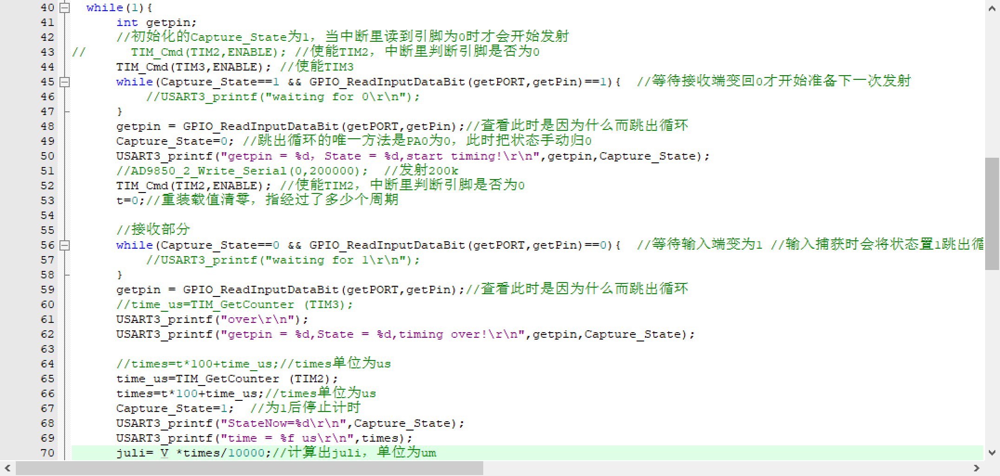 40 while(1){
41 int getpin;
42 //初始化的Capture_State为1，当中断里读到引脚为0时才会开始发射
43 // TIM_Cmd(TIM2,ENABLE); //使能TIM2，中断里判断引脚是否为0
44 TIM_Cmd(TIM3,ENABLE); //使能TIM3
45 while(Capture_State==1 && GPIO_ReadInputDataBit(getPORT,getPin)==1){ //等待接收端变回0才开始准备下一次发射
46 //USART3_printf("waiting for 0\r\n");
47 }
48 getpin = GPIO_ReadInputDataBit(getPORT,getPin);//查看此时是因为什么而跳出循环
49 Capture_State=0; //跳出循环的唯一方法是PA0为0，此时把状态手动归0
50 USART3_printf("getpin = %d, State = %d,start timing!\r\n",getpin,Capture_State);
51 //AD9850_2_Write_Serial(0,200000); //发射200k
52 TIM_Cmd(TIM2,ENABLE); //使能TIM2，中断里判断引脚是否为0
53 t=0;//重装载值清零，指经过了多少个周期
54
55 //接收部分
56 while(Capture_State==0 && GPIO_ReadInputDataBit(getPORT,getPin)==0){ //等待输入端变为1 //输入捕获时会将状态置1跳出循
57 //USART3_printf("waiting for 1\r\n");
58 }
59 getpin = GPIO_ReadInputDataBit(getPORT,getPin);//查看此时是因为什么而跳出循环
60 //time_us=TIM_GetCounter (TIM3);
61 USART3_printf("over\r\n");
62 USART3_printf("getpin = %d,State = %d,timing over!\r\n",getpin,Capture_State);
63
64 //times=t*100+time_us;//times单位为us
65 time_us=TIM_GetCounter (TIM2);
66 times=t*100+time_us;//times单位为us
67 Capture_State=1; //为1后停止计时
68 USART3_printf("StateNow=%d\r\n",Capture_State);
69 USART3_printf("time = %f us\r\n",times);
70 juli= V *times/10000;//计算出juli，单位为um